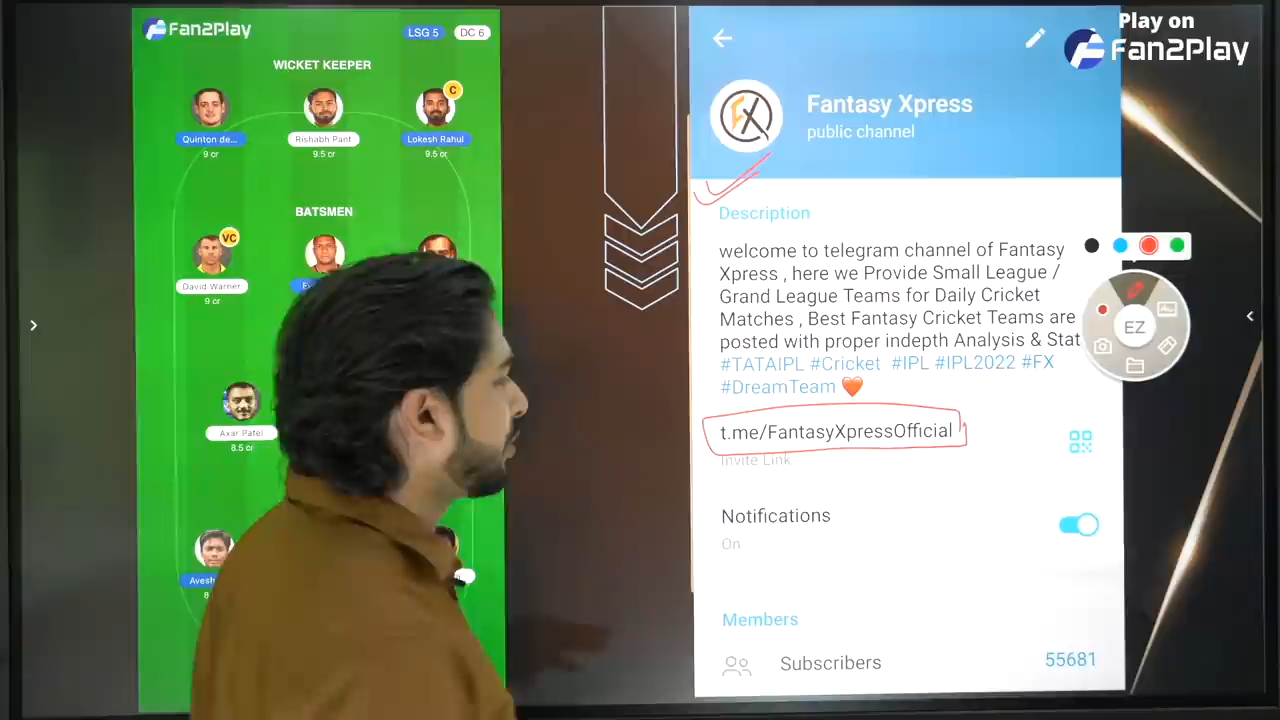 Fan2Play
LSG 5
DC 6
WICKET KEEPER
Quinton de...
Rishabh Pant
Lokesh Rahul
C
9 cr
9.5 cr
9.5 cr
BATSMEN
VC
David Warner
9 cr
Axar Patel
8.5 cr
Avesh
8
Fantasy Xpress
public channel
FX
Description
welcome to telegram channel of Fantasy
Xpress , here we Provide Small League /
Grand League Teams for Daily Cricket
Matches , Best Fantasy Cricket Teams are
posted with proper indepth Analysis & Stat
#TATAIPL #Cricket #IPL #IPL2022 #FX
#DreamTeam
t.me/FantasyXpressOfficial
Invite Link
Notifications
On
Members
Subscribers
55681
Play on
Fan2Play
EZ